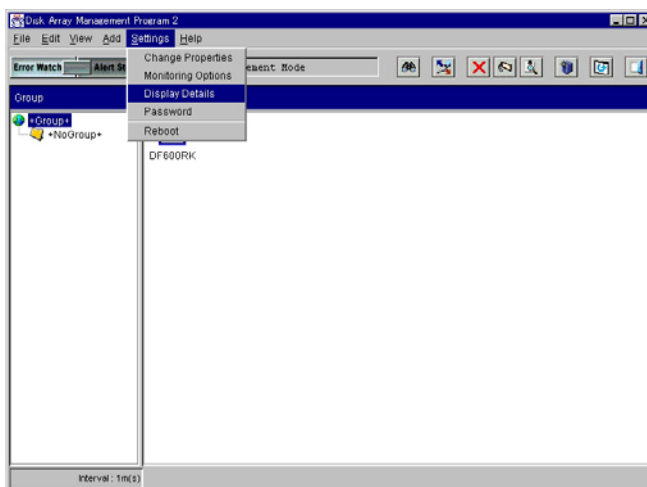 Disk Array Management Program 2
File Edit View Add Settings Help
Error Watch Alert St
ement Mode
Change Properties
Monitoring Options
Display Details
Password
Reboot
Group
+Group+
+NoGroup+
DF600RK
Interval : 1m(s)